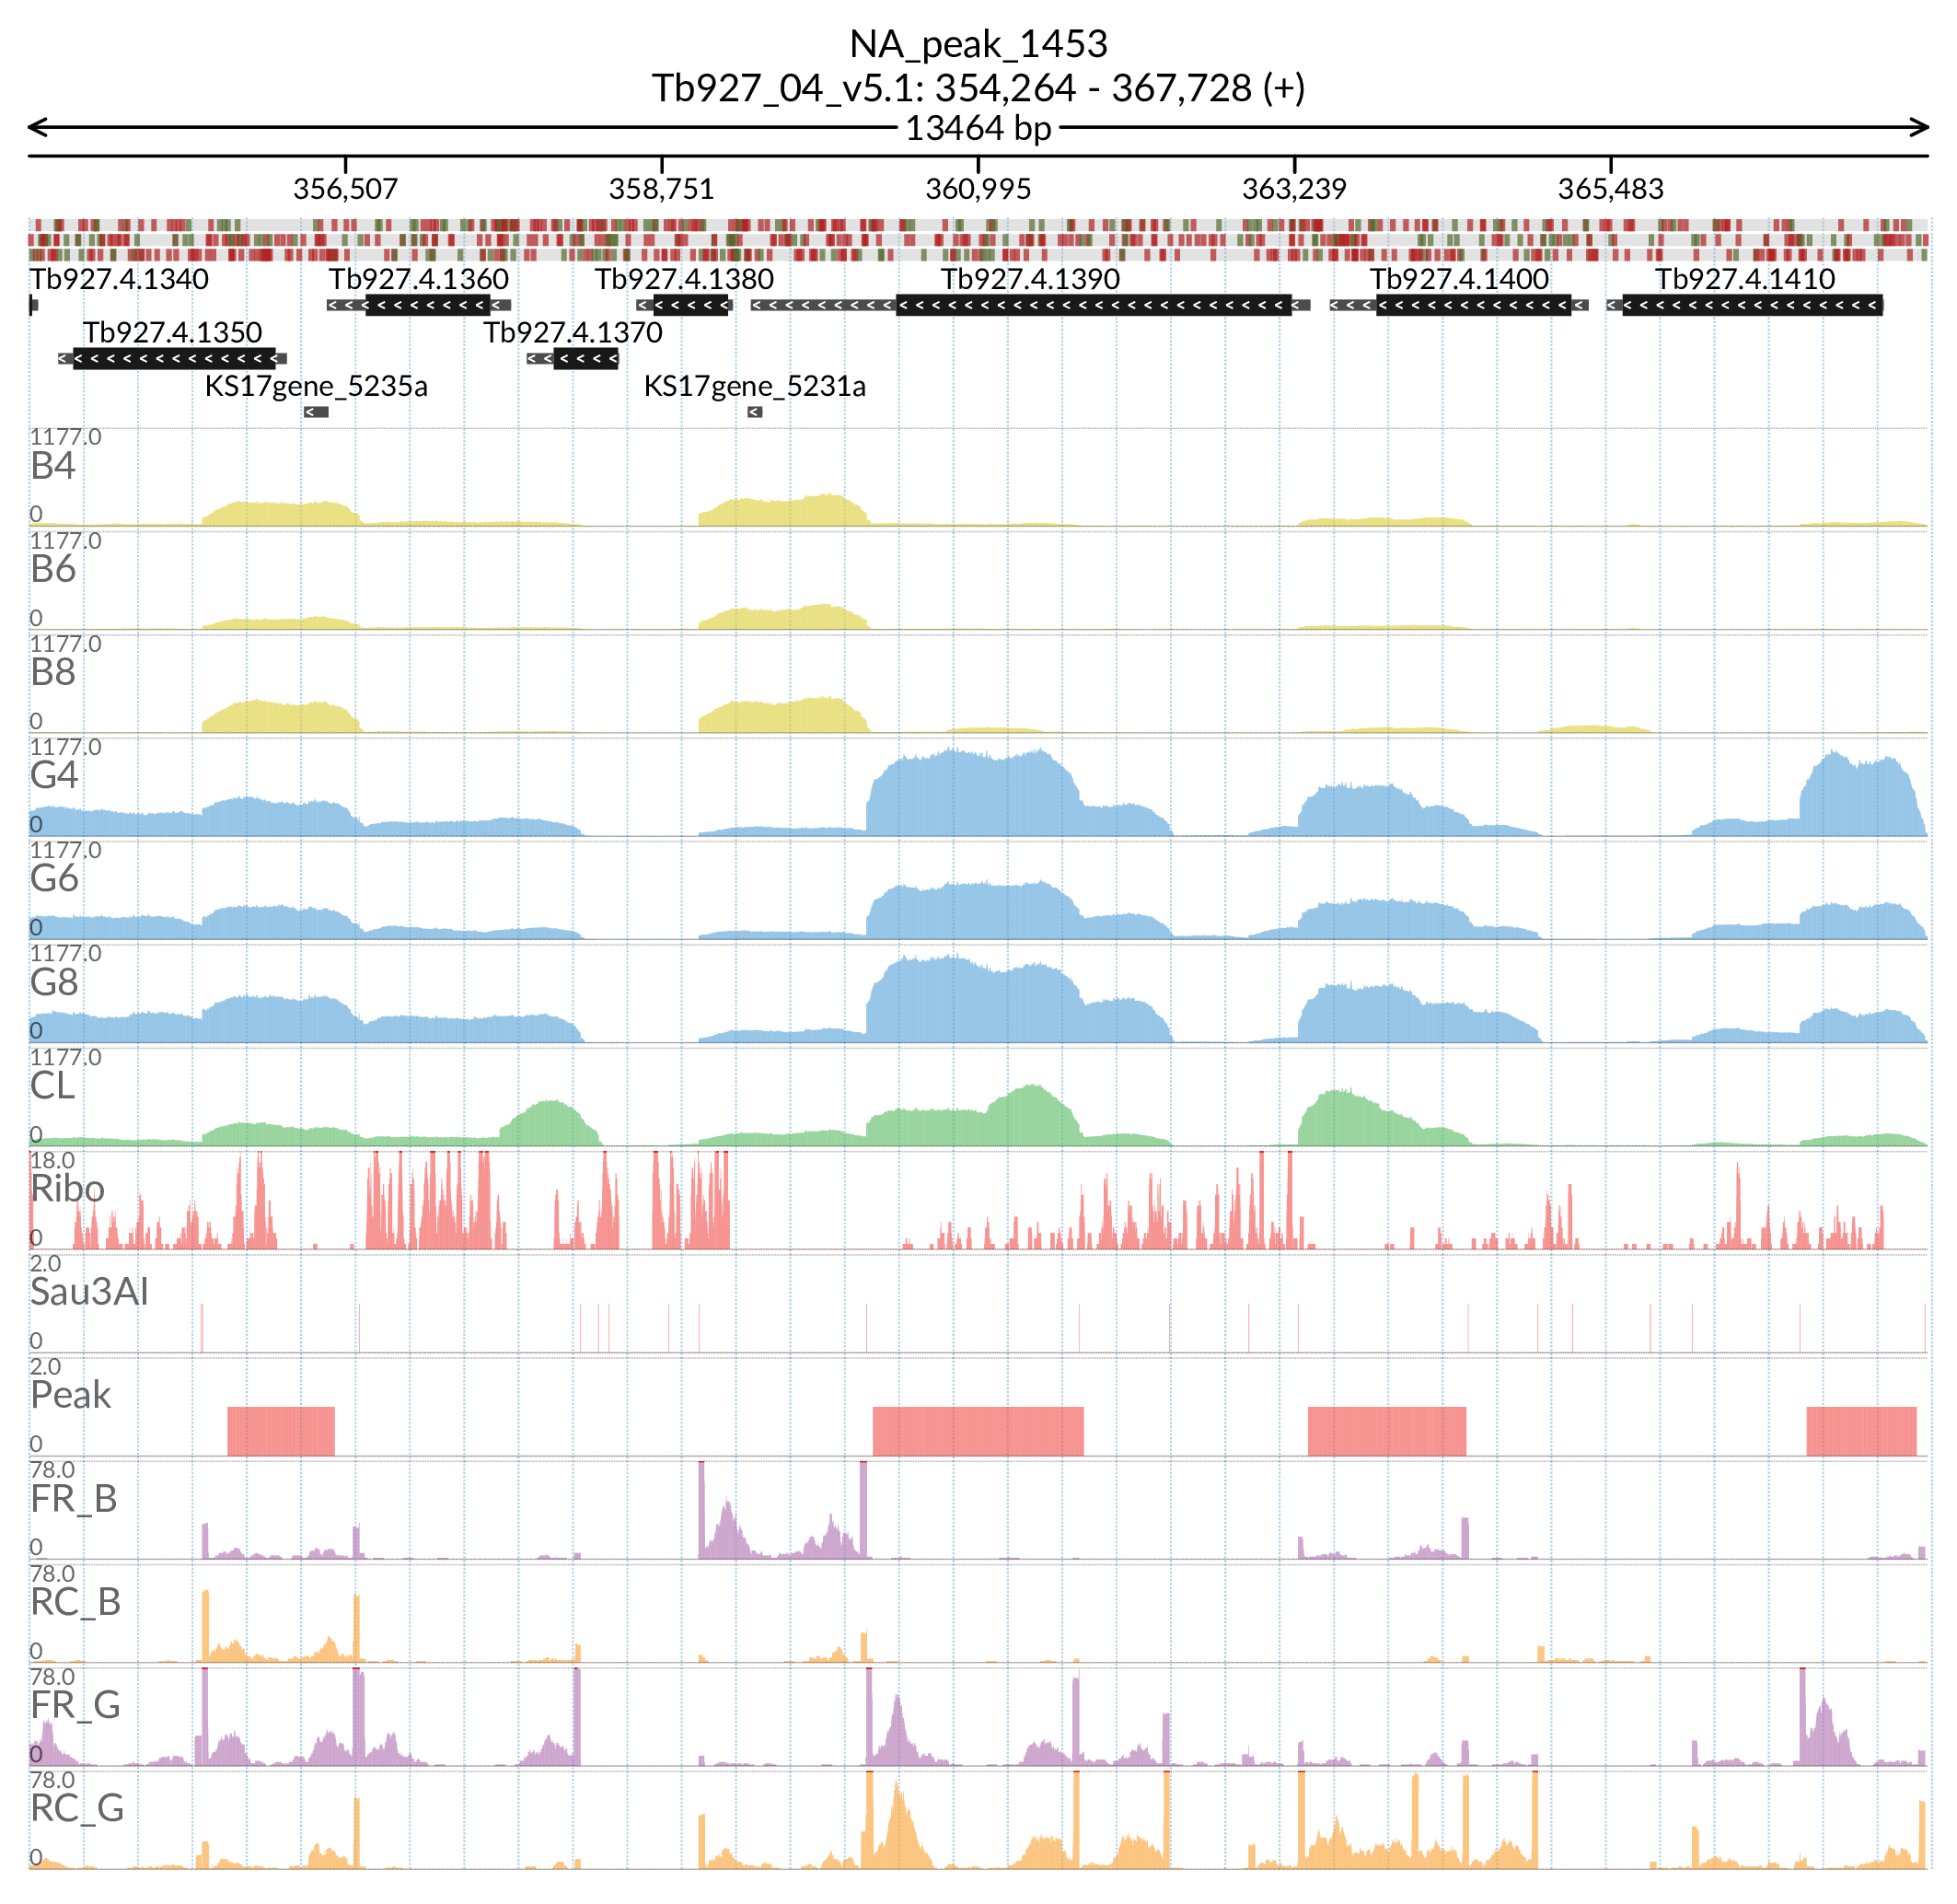 NA_peak_1453
Tb927_04_v5.1: 354,264 - 367,728 (+)
13464 bp
356,507 358,751 360,995 363,239 365,483
Tb927.4.1340 Tb927.4.1360 Tb927.4.1380 Tb927.4.1390 Tb927.4.1400 Tb927.4.1410
Tb927.4.1350 Tb927.4.1370
KS17gene_5235a KS17gene_5231a
1177.0
B4
0
1177.0
B6
0
1177.0
B8
0
1177.0
G4
0
1177.0
G6
0
1177.0
G8
0
1177.0
CL
0
18.0
Ribo
0
2.0
Sau3AI
0
2.0
Peak
0
78.0
FR_B
0
78.0
RC_B
0
78.0
FR_G
0
78.0
RC_G
0